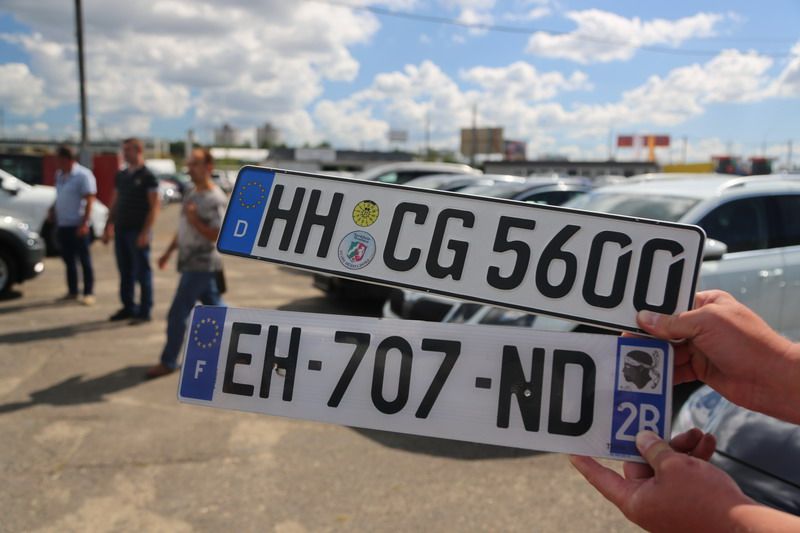 D HH CG 5600
F EH-707-ND 2B